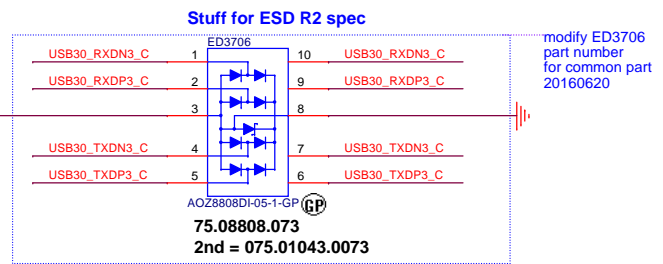 Stuff for ESD R2 spec
ED3706
modify ED3706
part number
for common part
20160620
USB30_RXDN3_C 1 10 USB30_RXDN3_C
USB30_RXDP3_C 2 9 USB30_RXDP3_C
3 8
USB30_TXDN3_C 4 7 USB30_TXDN3_C
USB30_TXDP3_C 5 6 USB30_TXDP3_C
AOZ8808DI-05-1-GP GP
75.08808.073
2nd = 075.01043.0073